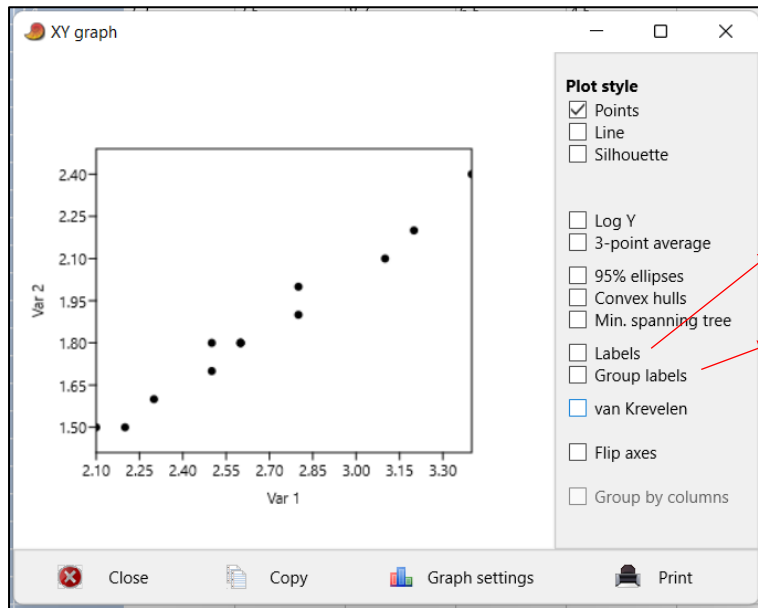 XY graph
Plot style
Points
Line
Silhouette
Log Y
3-point average
95% ellipses
Convex hulls
Min. spanning tree
Labels
Group labels
van Krevelen
Flip axes
Group by columns
2.40
2.25
2.10
1.95
1.80
1.65
1.50
Var 2
2.10 2.25 2.40 2.55 2.70 2.85 3.00 3.15 3.30
Var 1
Close Copy Graph settings Print